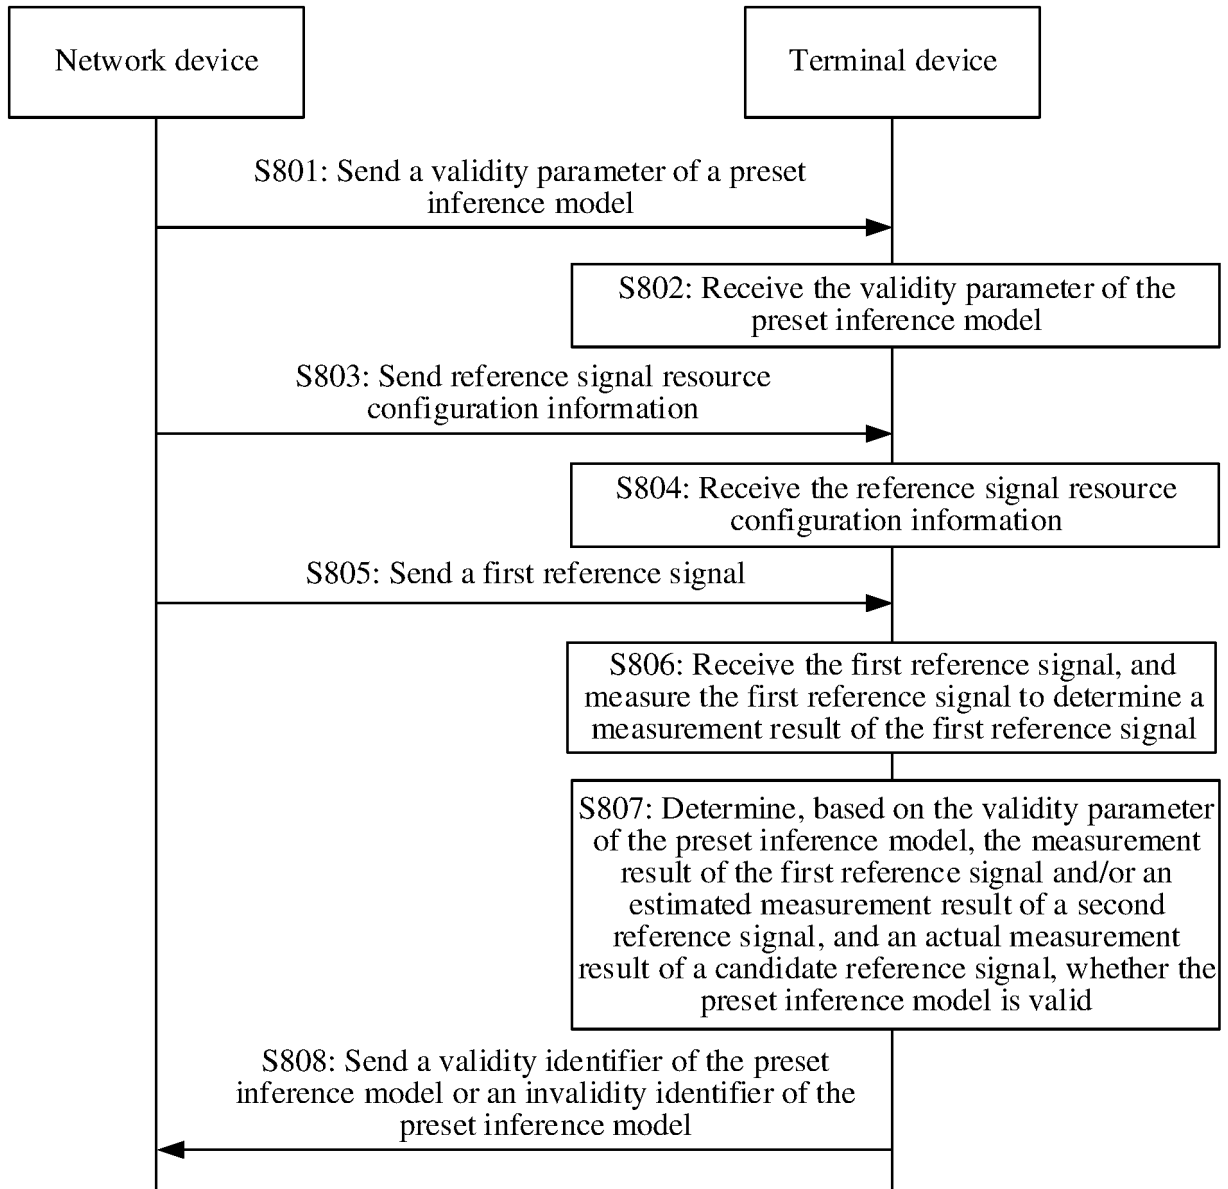 Network device
Terminal device
S801: Send a validity parameter of a preset
inference model
S802: Receive the validity parameter of the
preset inference model
S803: Send reference signal resource
configuration information
S804: Receive the reference signal resource
configuration information
S805: Send a first reference signal
S806: Receive the first reference signal, and
measure the first reference signal to determine a
measurement result of the first reference signal
S807: Determine, based on the validity parameter
of the preset inference model, the measurement
result of the first reference signal and/or an
estimated measurement result of a second
reference signal, and an actual measurement
result of a candidate reference signal, whether the
preset inference model is valid
S808: Send a validity identifier of the preset
inference model or an invalidity identifier of the
preset inference model